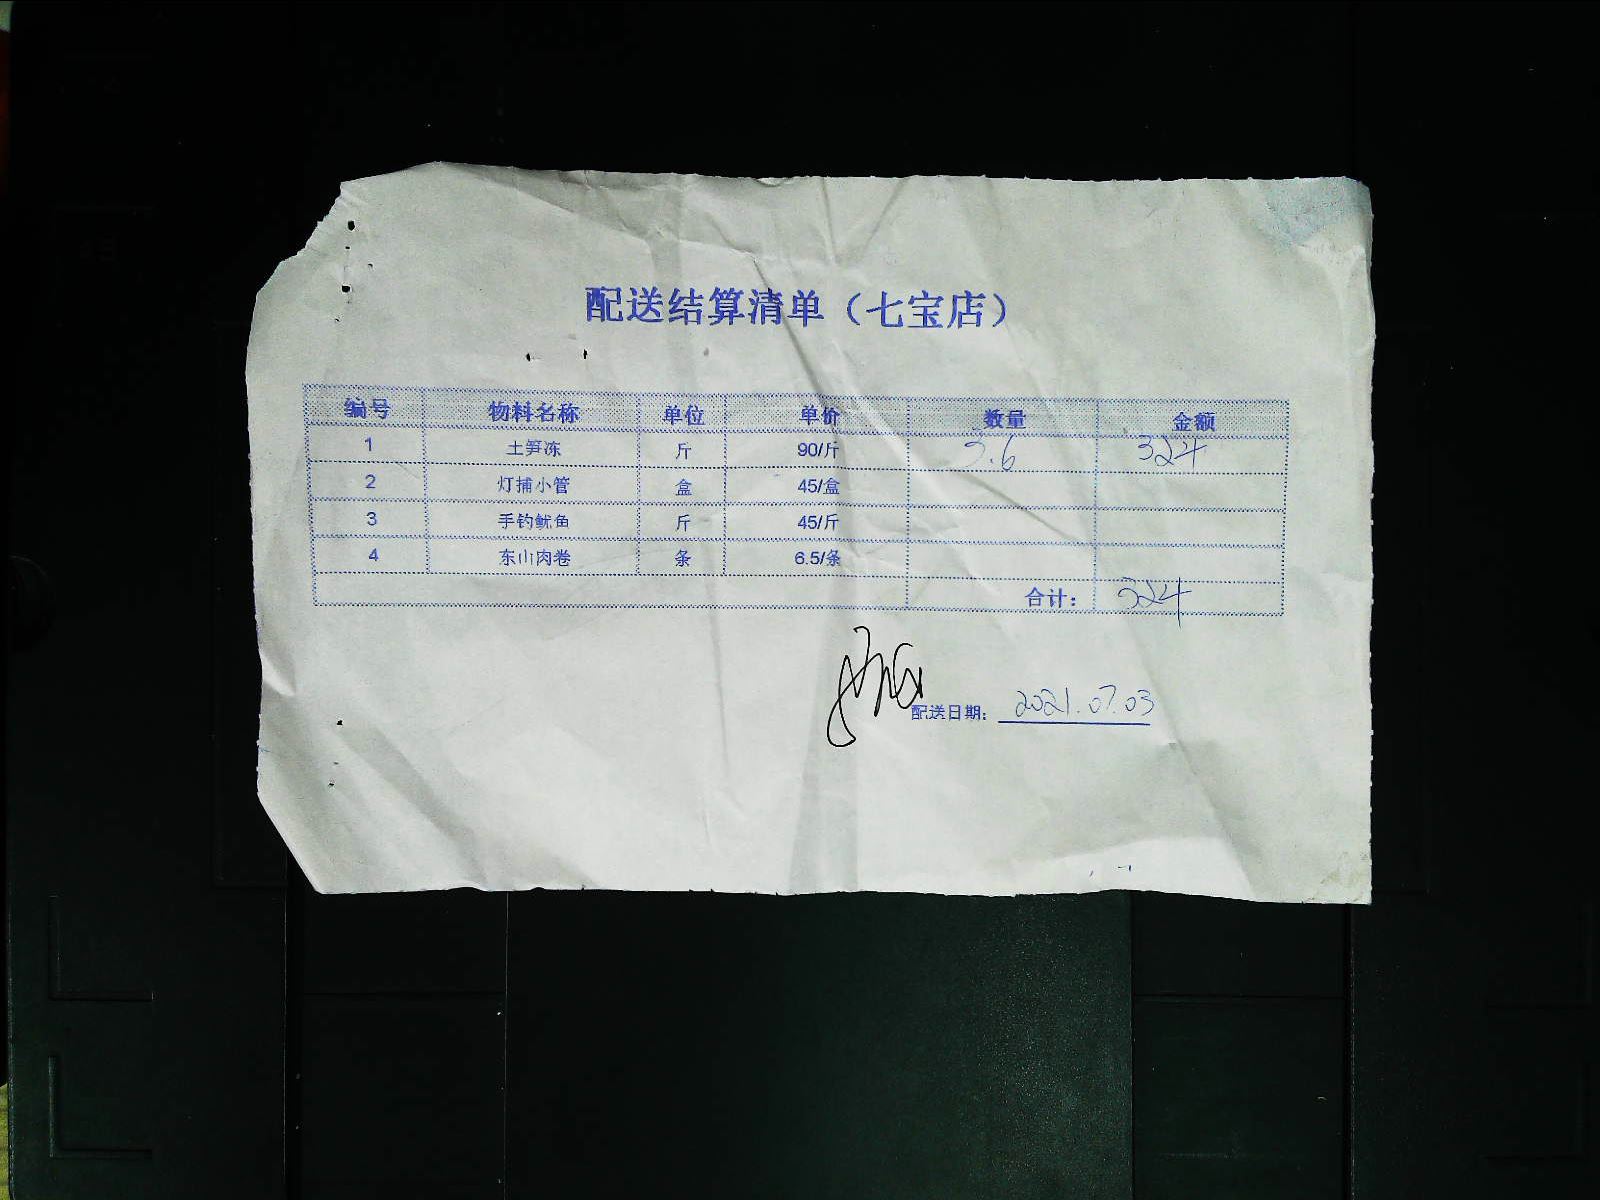 配送结算清单（七宝店）
编号 物料名称 单位 单价 数量 金额
1 土笋冻 斤 90/斤 3.6 324
2 灯捕小管 盒 45/盒
3 手钓鱿鱼 斤 45/斤
4 东山肉卷 条 6.5/条
合计： 324
配送日期： 2021.07.03